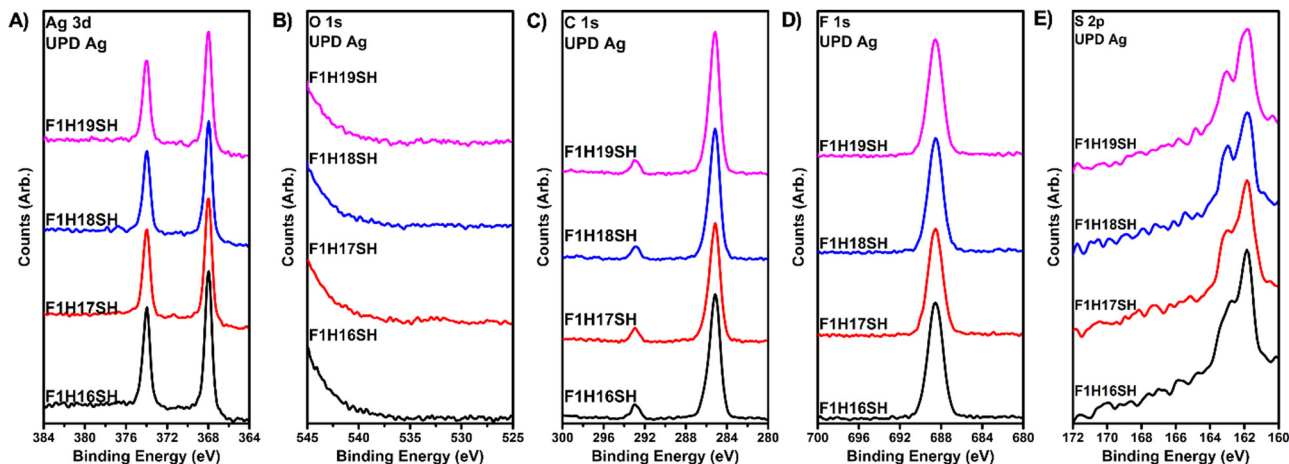 A)
Ag 3d
UPD Ag
F1H19SH
F1H18SH
F1H17SH
F1H16SH
Counts (Arb.)
384 380 376 372 368 364
Binding Energy (eV)
B)
O 1s
UPD Ag
F1H19SH
F1H18SH
F1H17SH
F1H16SH
Counts (Arb.)
545 540 535 530 525
Binding Energy (eV)
C)
C 1s
UPD Ag
F1H19SH
F1H18SH
F1H17SH
F1H16SH
Counts (Arb.)
300 296 292 288 284 280
Binding Energy (eV)
D)
F 1s
UPD Ag
F1H19SH
F1H18SH
F1H17SH
F1H16SH
Counts (Arb.)
700 696 692 688 684 680
Binding Energy (eV)
E)
S 2p
UPD Ag
F1H19SH
F1H18SH
F1H17SH
F1H16SH
Counts (Arb.)
172 170 167 165 162 160
Binding Energy (eV)